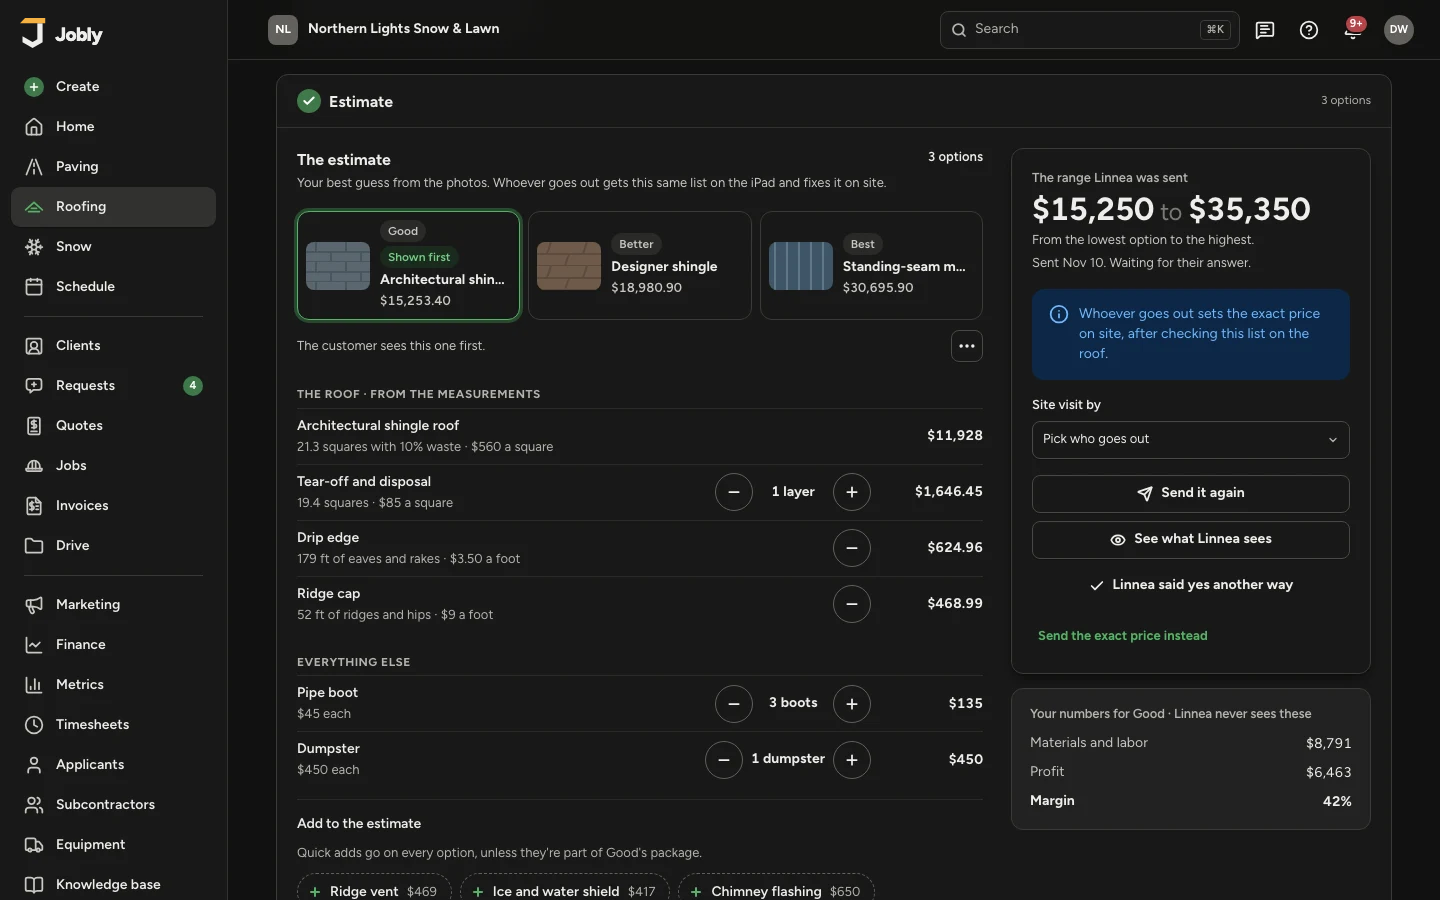 Jobly
NL
Northern Lights Snow & Lawn
Search
⌘K
9+
DW
Create
Home
Paving
Roofing
Snow
Schedule
Clients
Requests
4
Quotes
Jobs
Invoices
Drive
Marketing
Finance
Metrics
Timesheets
Applicants
Subcontractors
Equipment
Knowledge base
Estimate
3 options
The estimate
3 options
Your best guess from the photos. Whoever goes out gets this same list on the iPad and fixes it on site.
Good
Shown first
Architectural shin...
$15,253.40
Better
Designer shingle
$18,980.90
Best
Standing-seam m...
$30,695.90
The customer sees this one first.
THE ROOF · FROM THE MEASUREMENTS
Architectural shingle roof
21.3 squares with 10% waste · $560 a square
$11,928
Tear-off and disposal
19.4 squares · $85 a square
1 layer
$1,646.45
Drip edge
179 ft of eaves and rakes · $3.50 a foot
$624.96
Ridge cap
52 ft of ridges and hips · $9 a foot
$468.99
EVERYTHING ELSE
Pipe boot
$45 each
3 boots
$135
Dumpster
$450 each
1 dumpster
$450
Add to the estimate
Quick adds go on every option, unless they're part of Good's package.
Ridge vent $469
Ice and water shield $417
Chimney flashing $650
The range Linnea was sent
$15,250 to $35,350
From the lowest option to the highest.
Sent Nov 10. Waiting for their answer.
Whoever goes out sets the exact price
on site, after checking this list on the
roof.
Site visit by
Pick who goes out
Send it again
See what Linnea sees
Linnea said yes another way
Send the exact price instead
Your numbers for Good · Linnea never sees these
Materials and labor
$8,791
Profit
$6,463
Margin
42%